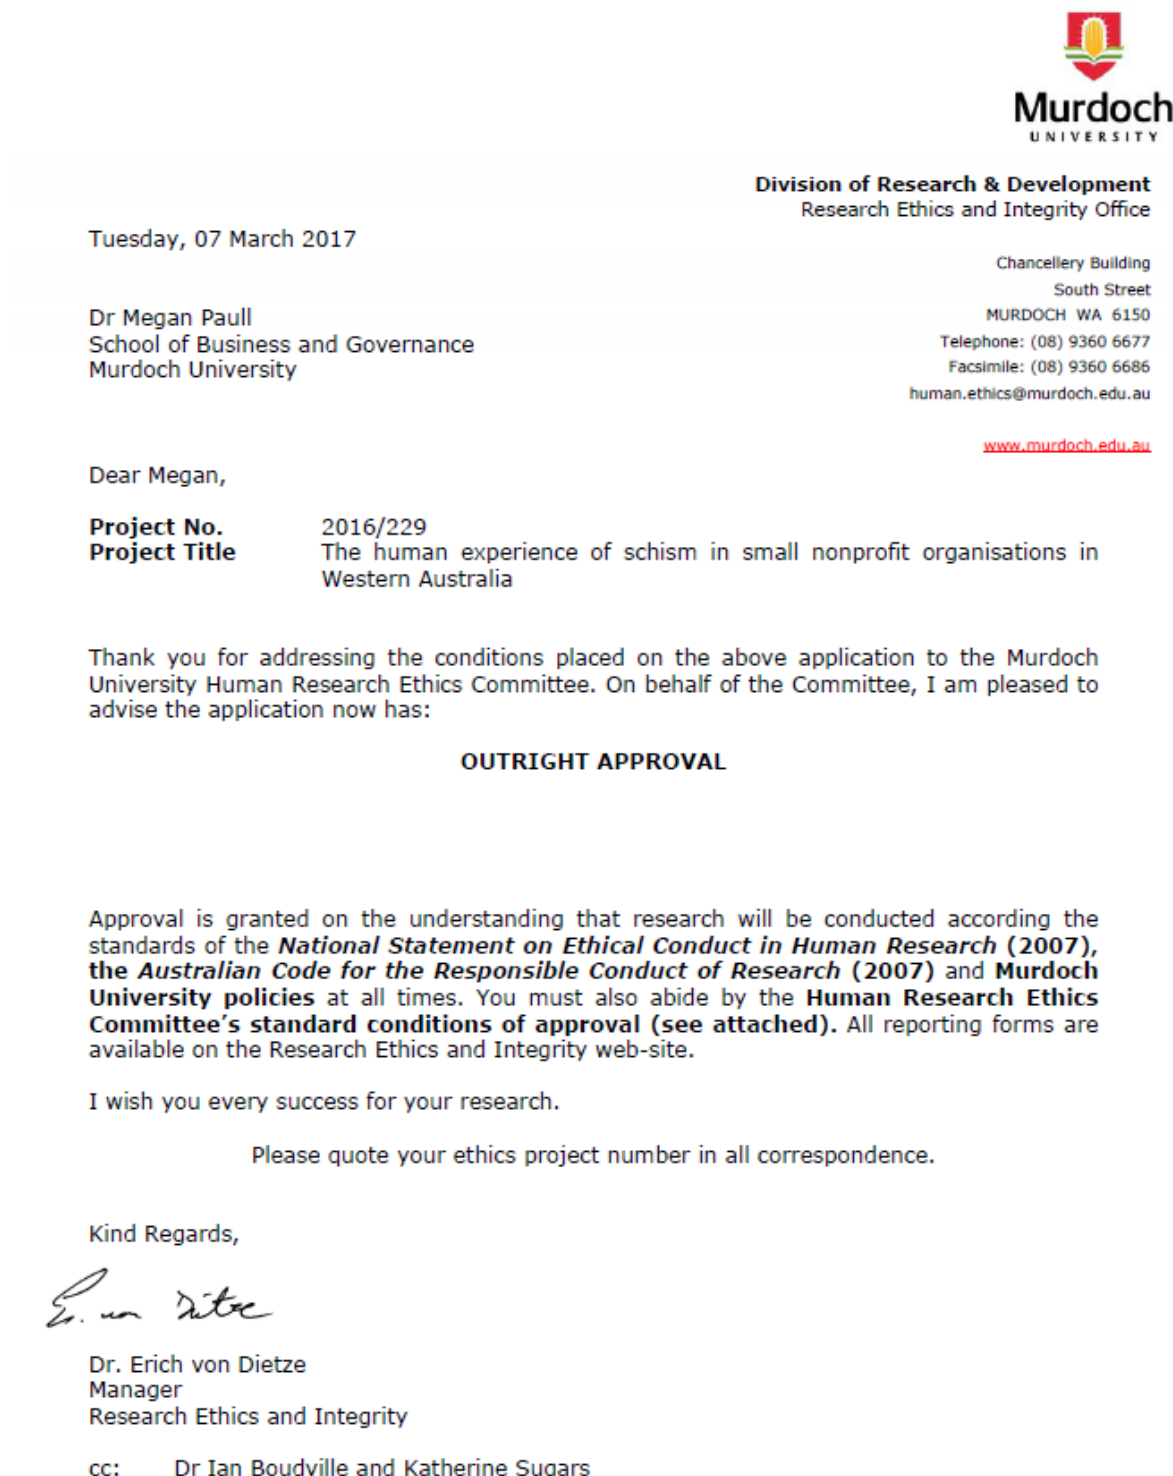 Murdoch
UNIVERSITY
Division of Research & Development
Research Ethics and Integrity Office
Tuesday, 07 March 2017
Chancellery Building
South Street
MURDOCH WA 6150
Telephone: (08) 9360 6677
Facsimile: (08) 9360 6686
human.ethics@murdoch.edu.au
www.murdoch.edu.au
Dr Megan Paull
School of Business and Governance
Murdoch University
Dear Megan,
Project No. 2016/229
Project Title The human experience of schism in small nonprofit organisations in
Western Australia
Thank you for addressing the conditions placed on the above application to the Murdoch
University Human Research Ethics Committee. On behalf of the Committee, I am pleased to
advise the application now has:
OUTRIGHT APPROVAL
Approval is granted on the understanding that research will be conducted according the
standards of the National Statement on Ethical Conduct in Human Research (2007),
the Australian Code for the Responsible Conduct of Research (2007) and Murdoch
University policies at all times. You must also abide by the Human Research Ethics
Committee's standard conditions of approval (see attached). All reporting forms are
available on the Research Ethics and Integrity web-site.
I wish you every success for your research.
Please quote your ethics project number in all correspondence.
Kind Regards,
E. von Dietze
Dr. Erich von Dietze
Manager
Research Ethics and Integrity
cc: Dr Ian Boudville and Katherine Sugars